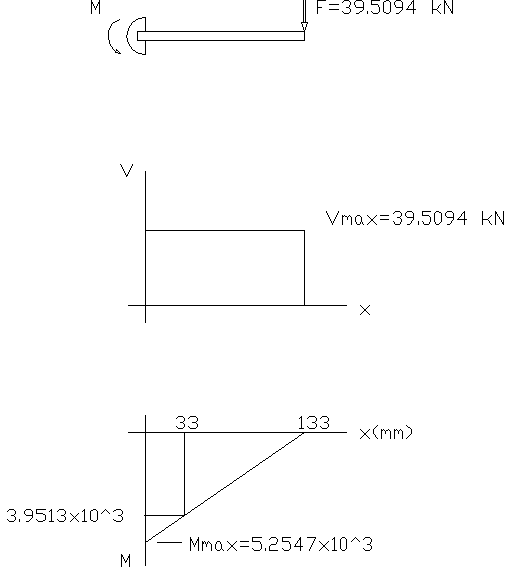 M
F=39.5094 kN
V
Vmax=39.5094 kN
x
33
133
x(mm)
3.9513x10^3
Mmax=5.2547x10^3
M